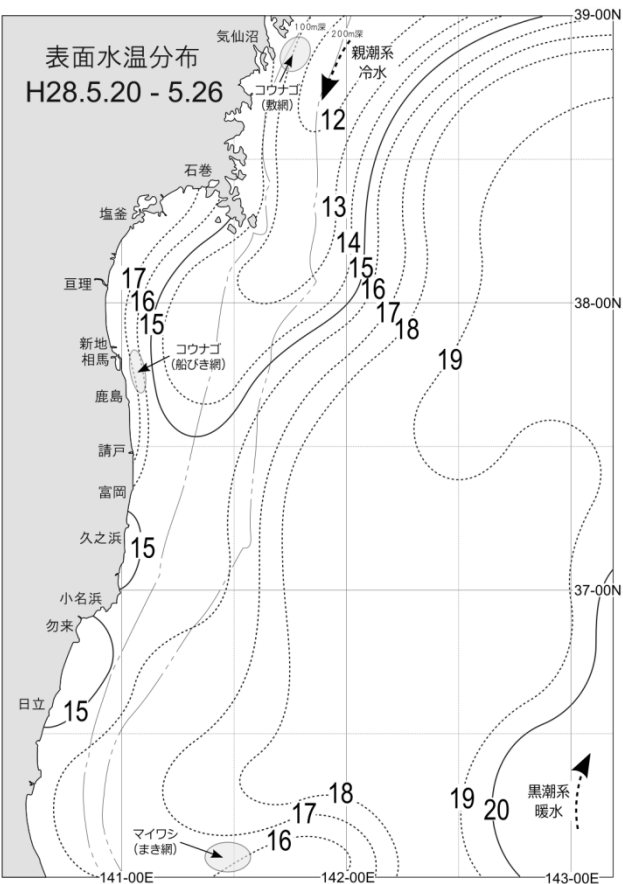 表面水温分布
H28.5.20 - 5.26
39-00N
気仙沼
100m深
200m深
親潮系
冷水
コウナゴ
(敷網)
12
石巻
塩釜
13
14
15
16
17
18
19
亘理
17
16
15
38-00N
新地
相馬
コウナゴ
(船びき網)
鹿島
請戸
富岡
久之浜
15
小名浜
37-00N
勿来
日立
15
黒潮系
暖水
18
17
16
19
20
マイワシ
(まき網)
141-00E
142-00E
143-00E